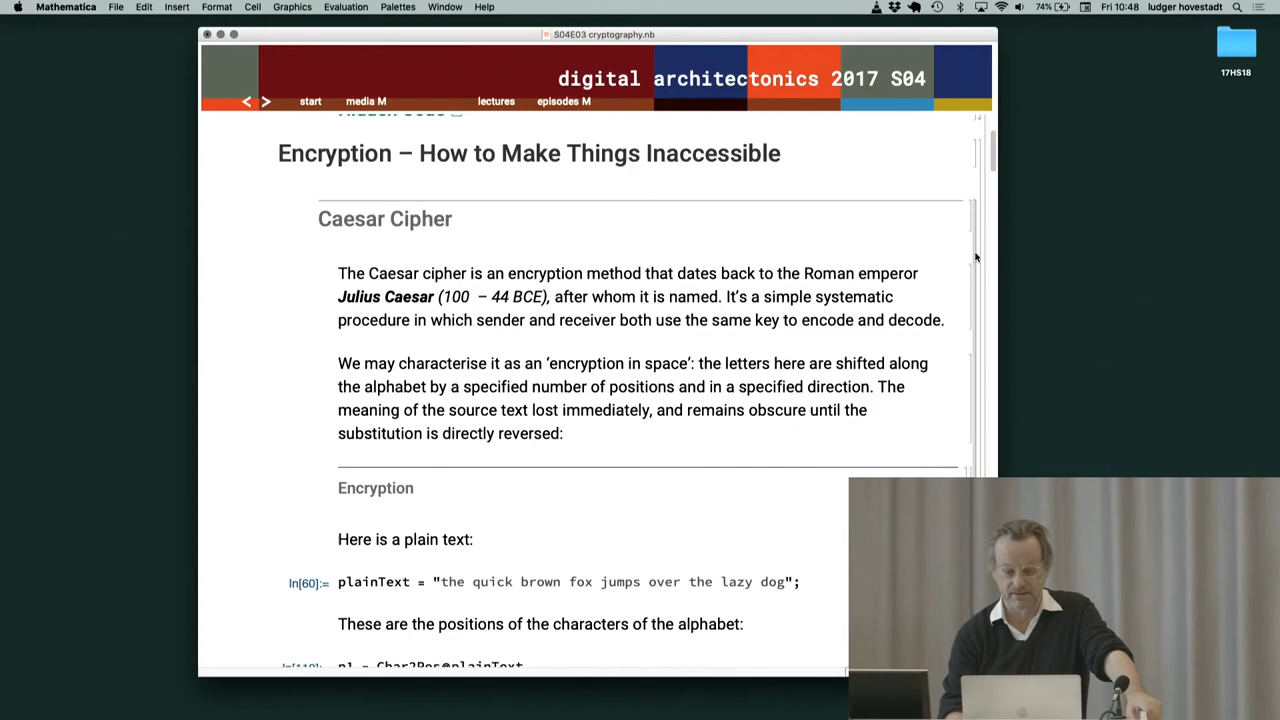 Mathematica File Edit Insert Format Cell Graphics Evaluation Palettes Window Help 74% Fri 10:48 ludger hovestadt
S04E03 cryptography.nb
17HS18
digital architectonics 2017 S04
< > start media M lectures episodes M
Hidden Code
Encryption – How to Make Things Inaccessible
Caesar Cipher
The Caesar cipher is an encryption method that dates back to the Roman emperor
Julius Caesar (100 – 44 BCE), after whom it is named. It's a simple systematic
procedure in which sender and receiver both use the same key to encode and decode.
We may characterise it as an 'encryption in space': the letters here are shifted along
the alphabet by a specified number of positions and in a specified direction. The
meaning of the source text lost immediately, and remains obscure until the
substitution is directly reversed:
Encryption
Here is a plain text:
In[60]:= plainText = "the quick brown fox jumps over the lazy dog";
These are the positions of the characters of the alphabet:
In[110]:= p1 = Char2Pos@plainText